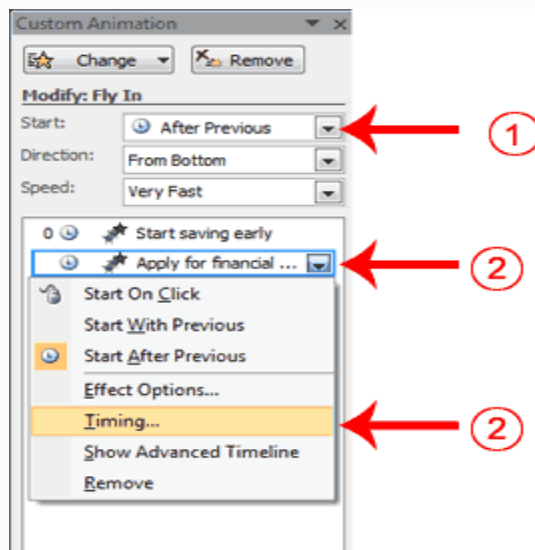 Custom Animation
Change Remove
Modify: Fly In
Start: After Previous 1
Direction: From Bottom
Speed: Very Fast
0 Start saving early
Apply for financial ... 2
Start On Click
Start With Previous
Start After Previous
Effect Options...
Timing... 2
Show Advanced Timeline
Remove